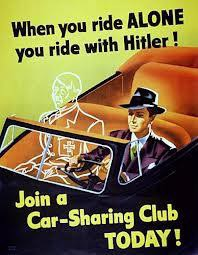 When you ride ALONE
you ride with Hitler !
Join a
Car-Sharing Club
TODAY !